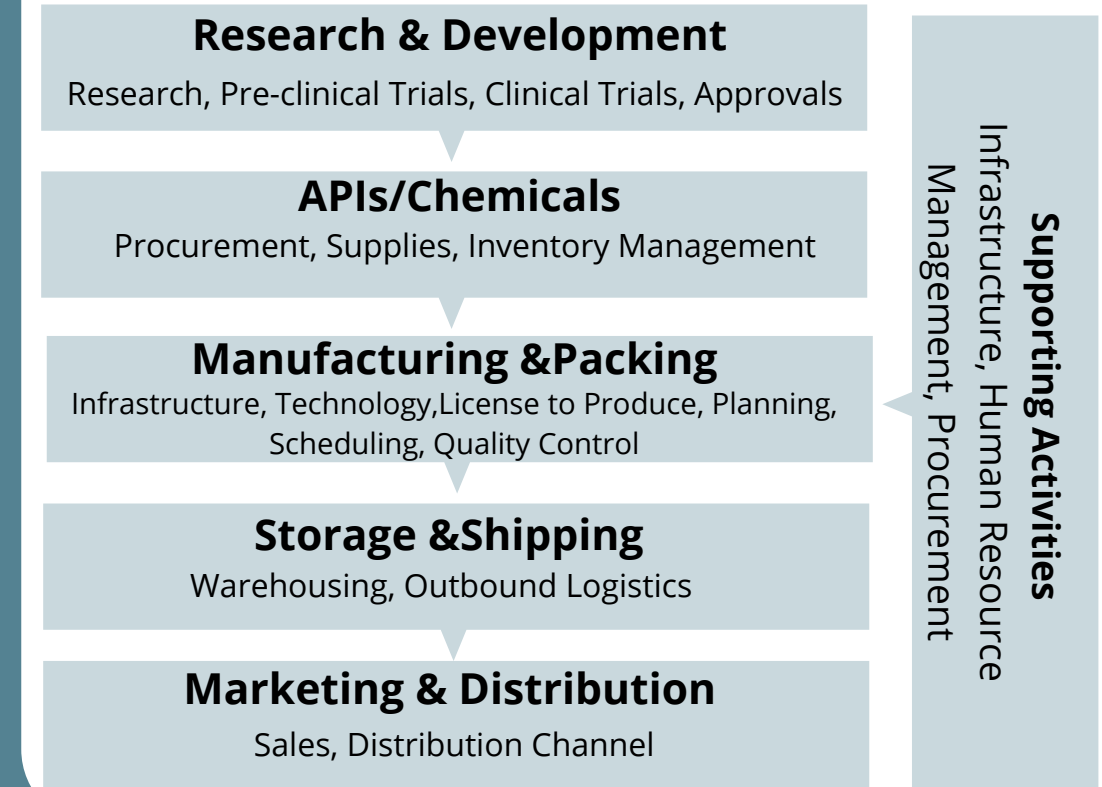 Research & Development
Research, Pre-clinical Trials, Clinical Trials, Approvals
APIs/Chemicals
Procurement, Supplies, Inventory Management
Manufacturing &Packing
Infrastructure, Technology,License to Produce, Planning,
Scheduling, Quality Control
Storage &Shipping
Warehousing, Outbound Logistics
Marketing & Distribution
Sales, Distribution Channel
Supporting Activities
Infrastructure, Human Resource
Management, Procurement